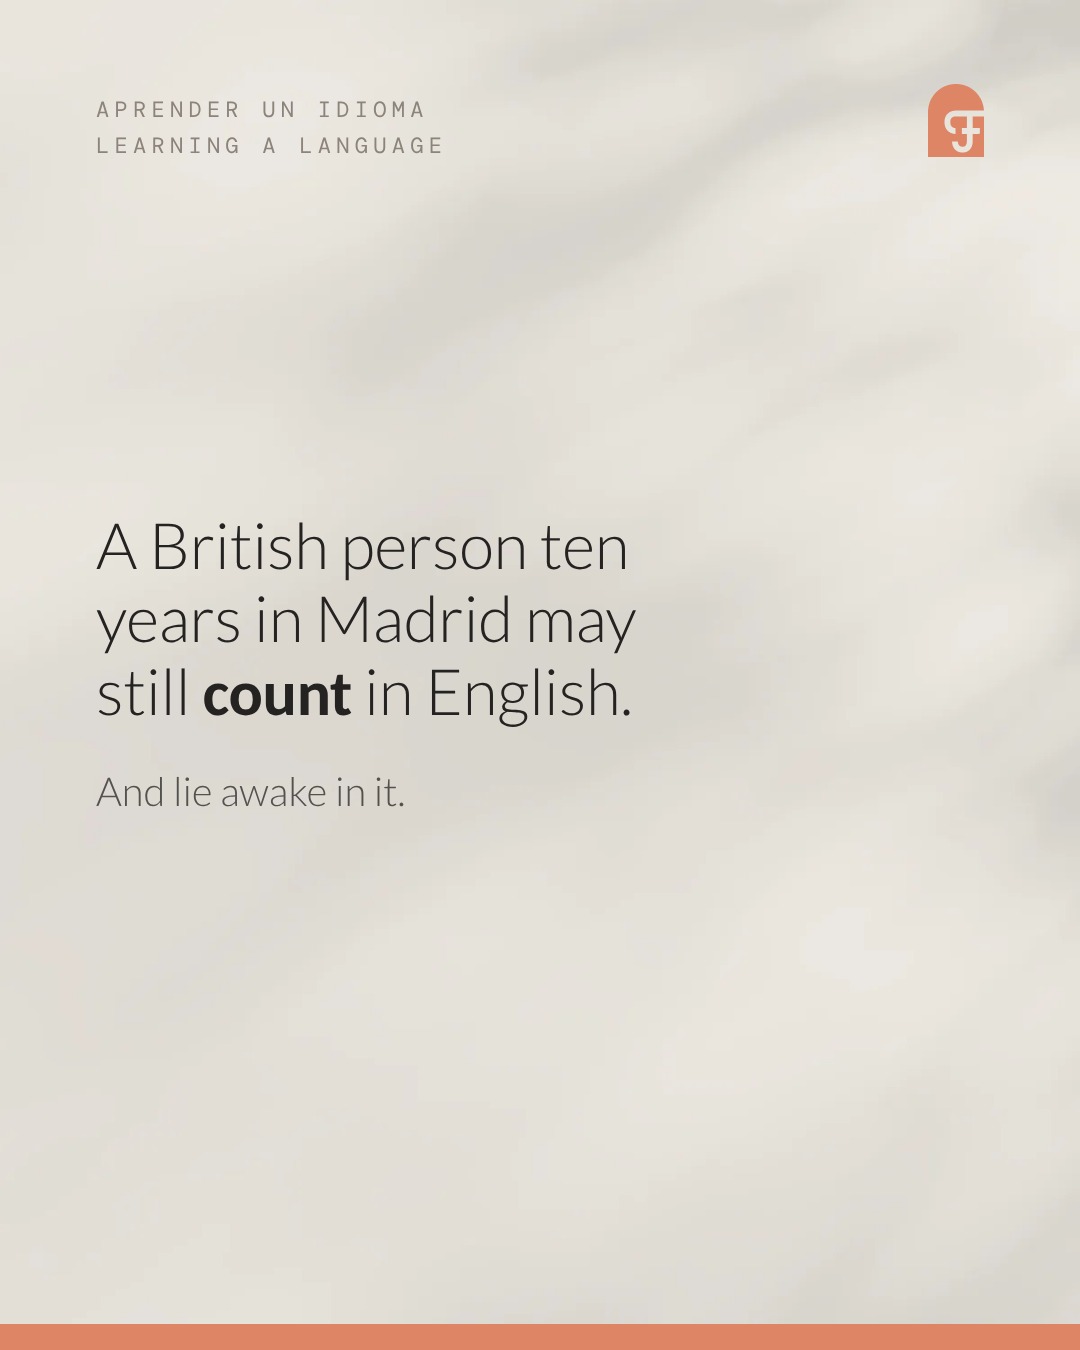 APRENDER UN IDIOMA
LEARNING A LANGUAGE
A British person ten
years in Madrid may
still count in English.
And lie awake in it.